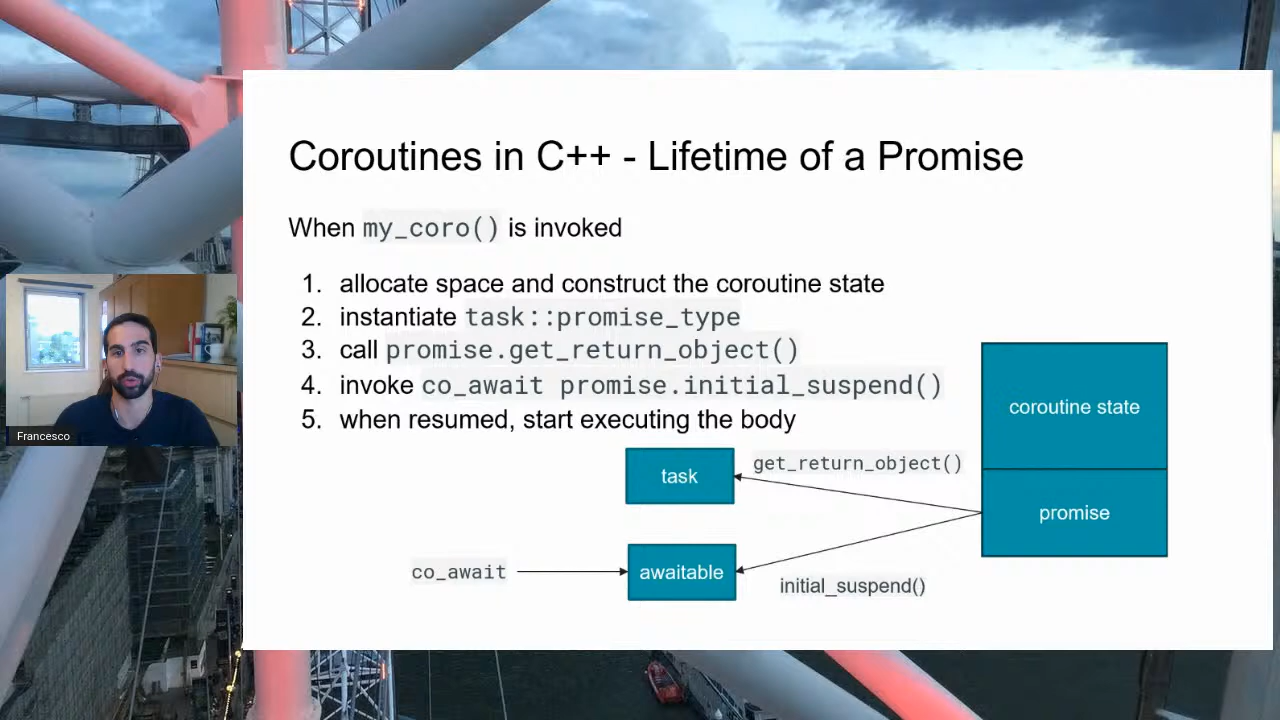 Coroutines in C++ - Lifetime of a Promise
When my_coro() is invoked
1. allocate space and construct the coroutine state
2. instantiate task::promise_type
3. call promise.get_return_object()
4. invoke co_await promise.initial_suspend()
5. when resumed, start executing the body
coroutine state
task
get_return_object()
promise
co_await
awaitable
initial_suspend()
Francesco